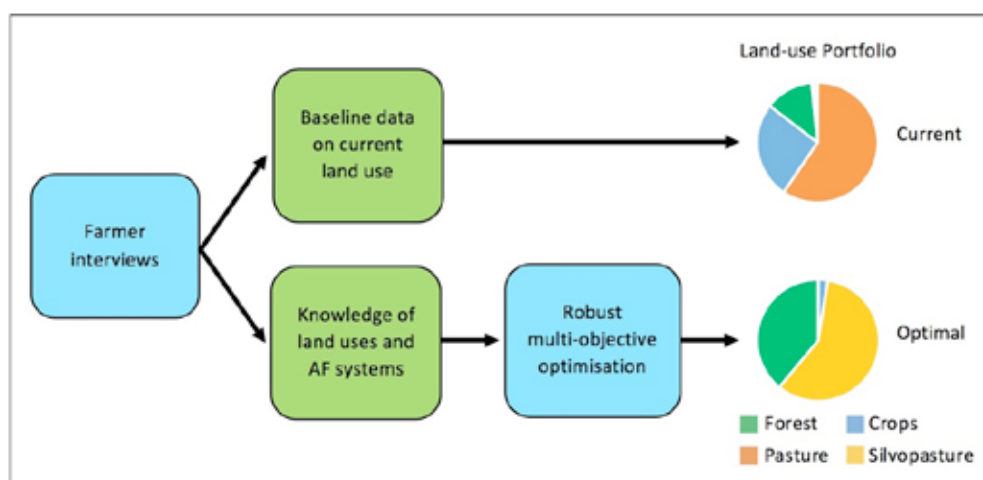 Land-use Portfolio
Baseline data
on current
land use
Current
Farmer
interviews
Knowledge of
land uses and
AF systems
Robust
multi-objective
optimisation
Optimal
Forest
Crops
Pasture
Silvopasture